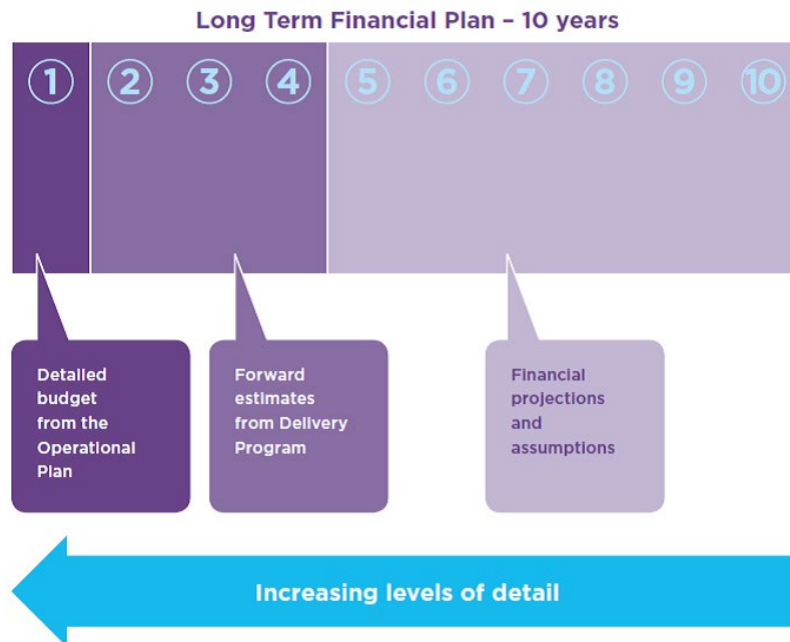 Long Term Financial Plan – 10 years
1 2 3 4 5 6 7 8 9 10
Detailed
budget
from the
Operational
Plan
Forward
estimates
from Delivery
Program
Financial
projections
and
assumptions
Increasing levels of detail